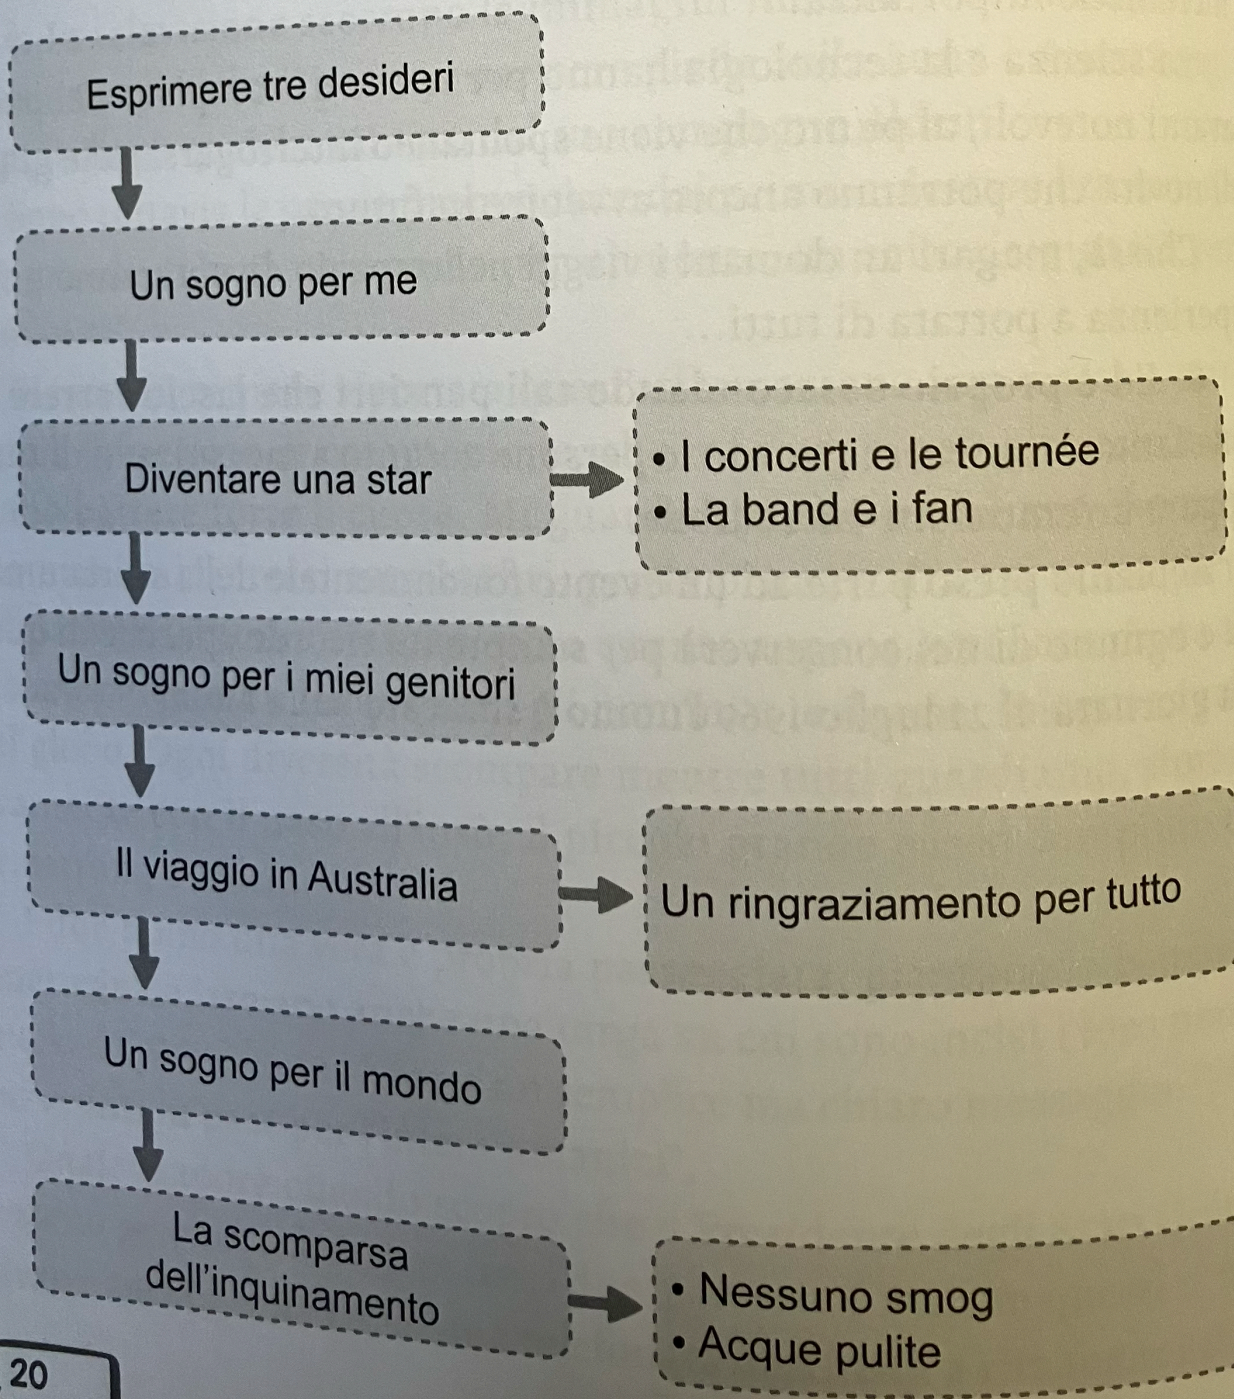 Esprimere tre desideri
Un sogno per me
Diventare una star
• I concerti e le tournée
• La band e i fan
Un sogno per i miei genitori
Il viaggio in Australia
Un ringraziamento per tutto
Un sogno per il mondo
La scomparsa
dell'inquinamento
• Nessuno smog
• Acque pulite
20